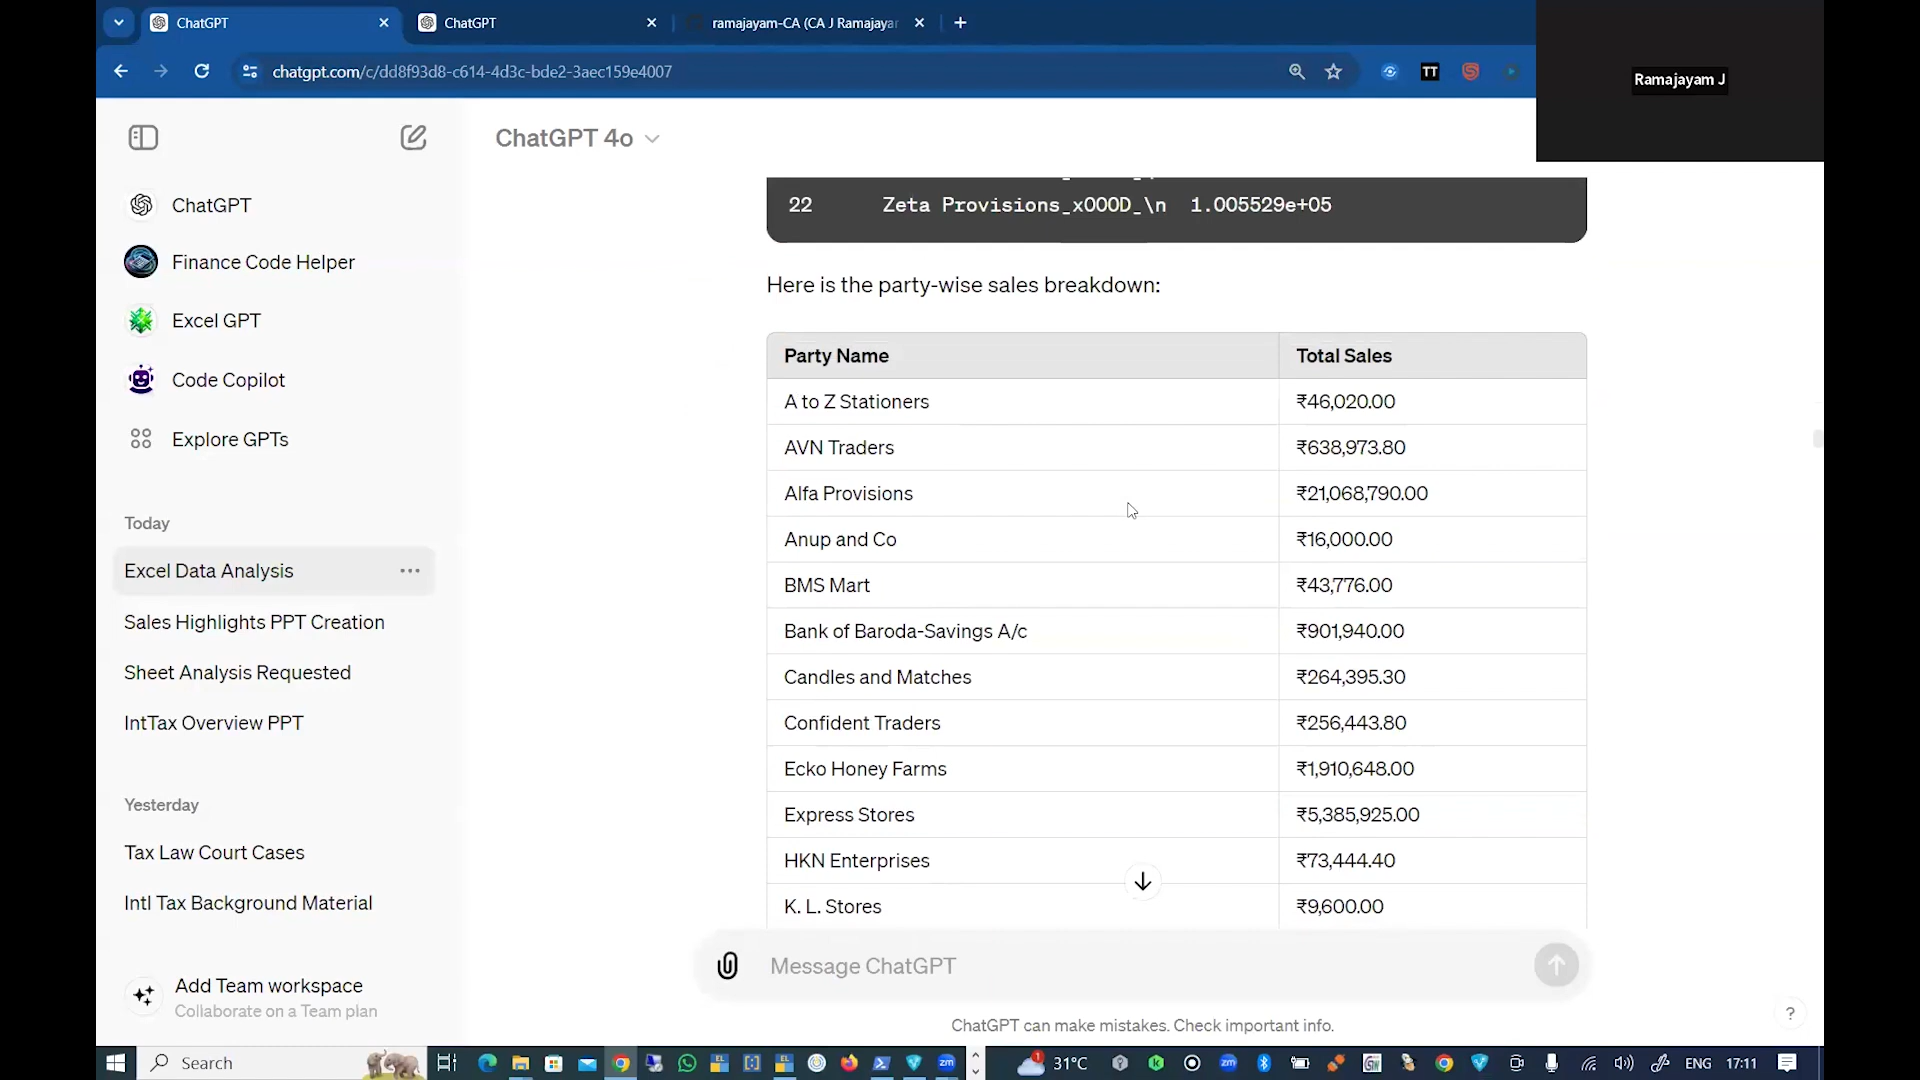 ChatGPT
ChatGPT
ramajayam-CA (CA J Ramajayar
chatgpt.com/c/dd8f93d8-c614-4d3c-bde2-3aec159e4007
TT
Ramajayam J
ChatGPT 4o
ChatGPT
Finance Code Helper
Excel GPT
Code Copilot
Explore GPTs
Today
Excel Data Analysis
Sales Highlights PPT Creation
Sheet Analysis Requested
IntTax Overview PPT
Yesterday
Tax Law Court Cases
Intl Tax Background Material
Add Team workspace
Collaborate on a Team plan
22 Zeta Provisions_x000D_\n 1.005529e+05
Here is the party-wise sales breakdown:
Party Name Total Sales
A to Z Stationers ₹46,020.00
AVN Traders ₹638,973.80
Alfa Provisions ₹21,068,790.00
Anup and Co ₹16,000.00
BMS Mart ₹43,776.00
Bank of Baroda-Savings A/c ₹901,940.00
Candles and Matches ₹264,395.30
Confident Traders ₹256,443.80
Ecko Honey Farms ₹1,910,648.00
Express Stores ₹5,385,925.00
HKN Enterprises ₹73,444.40
K. L. Stores ₹9,600.00
Message ChatGPT
ChatGPT can make mistakes. Check important info.
?
Search
31°C
ENG
17:11